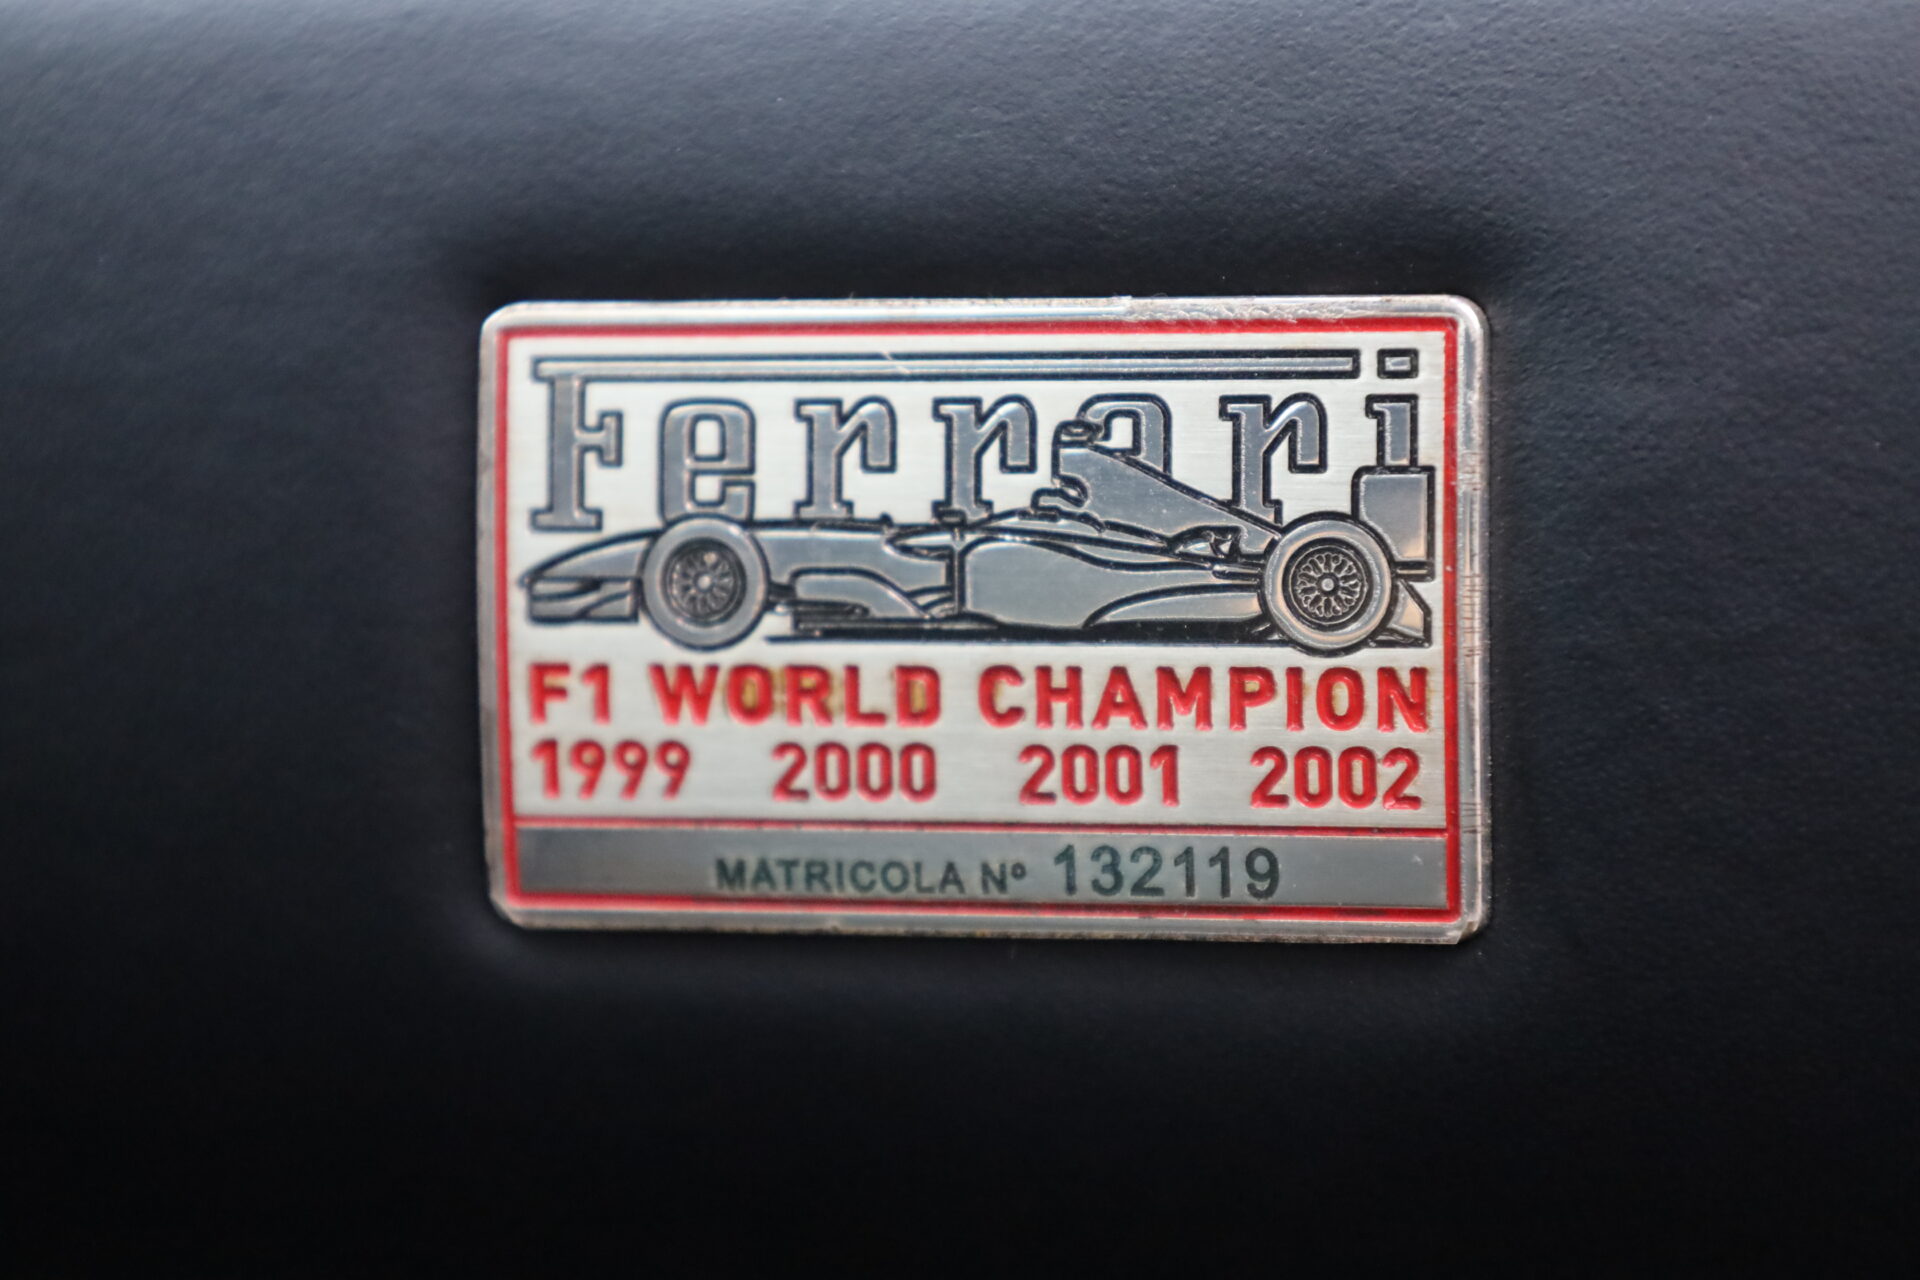 Ferrari
F1 WORLD CHAMPION
1999 2000 2001 2002
MATRICOLA Nº 132119